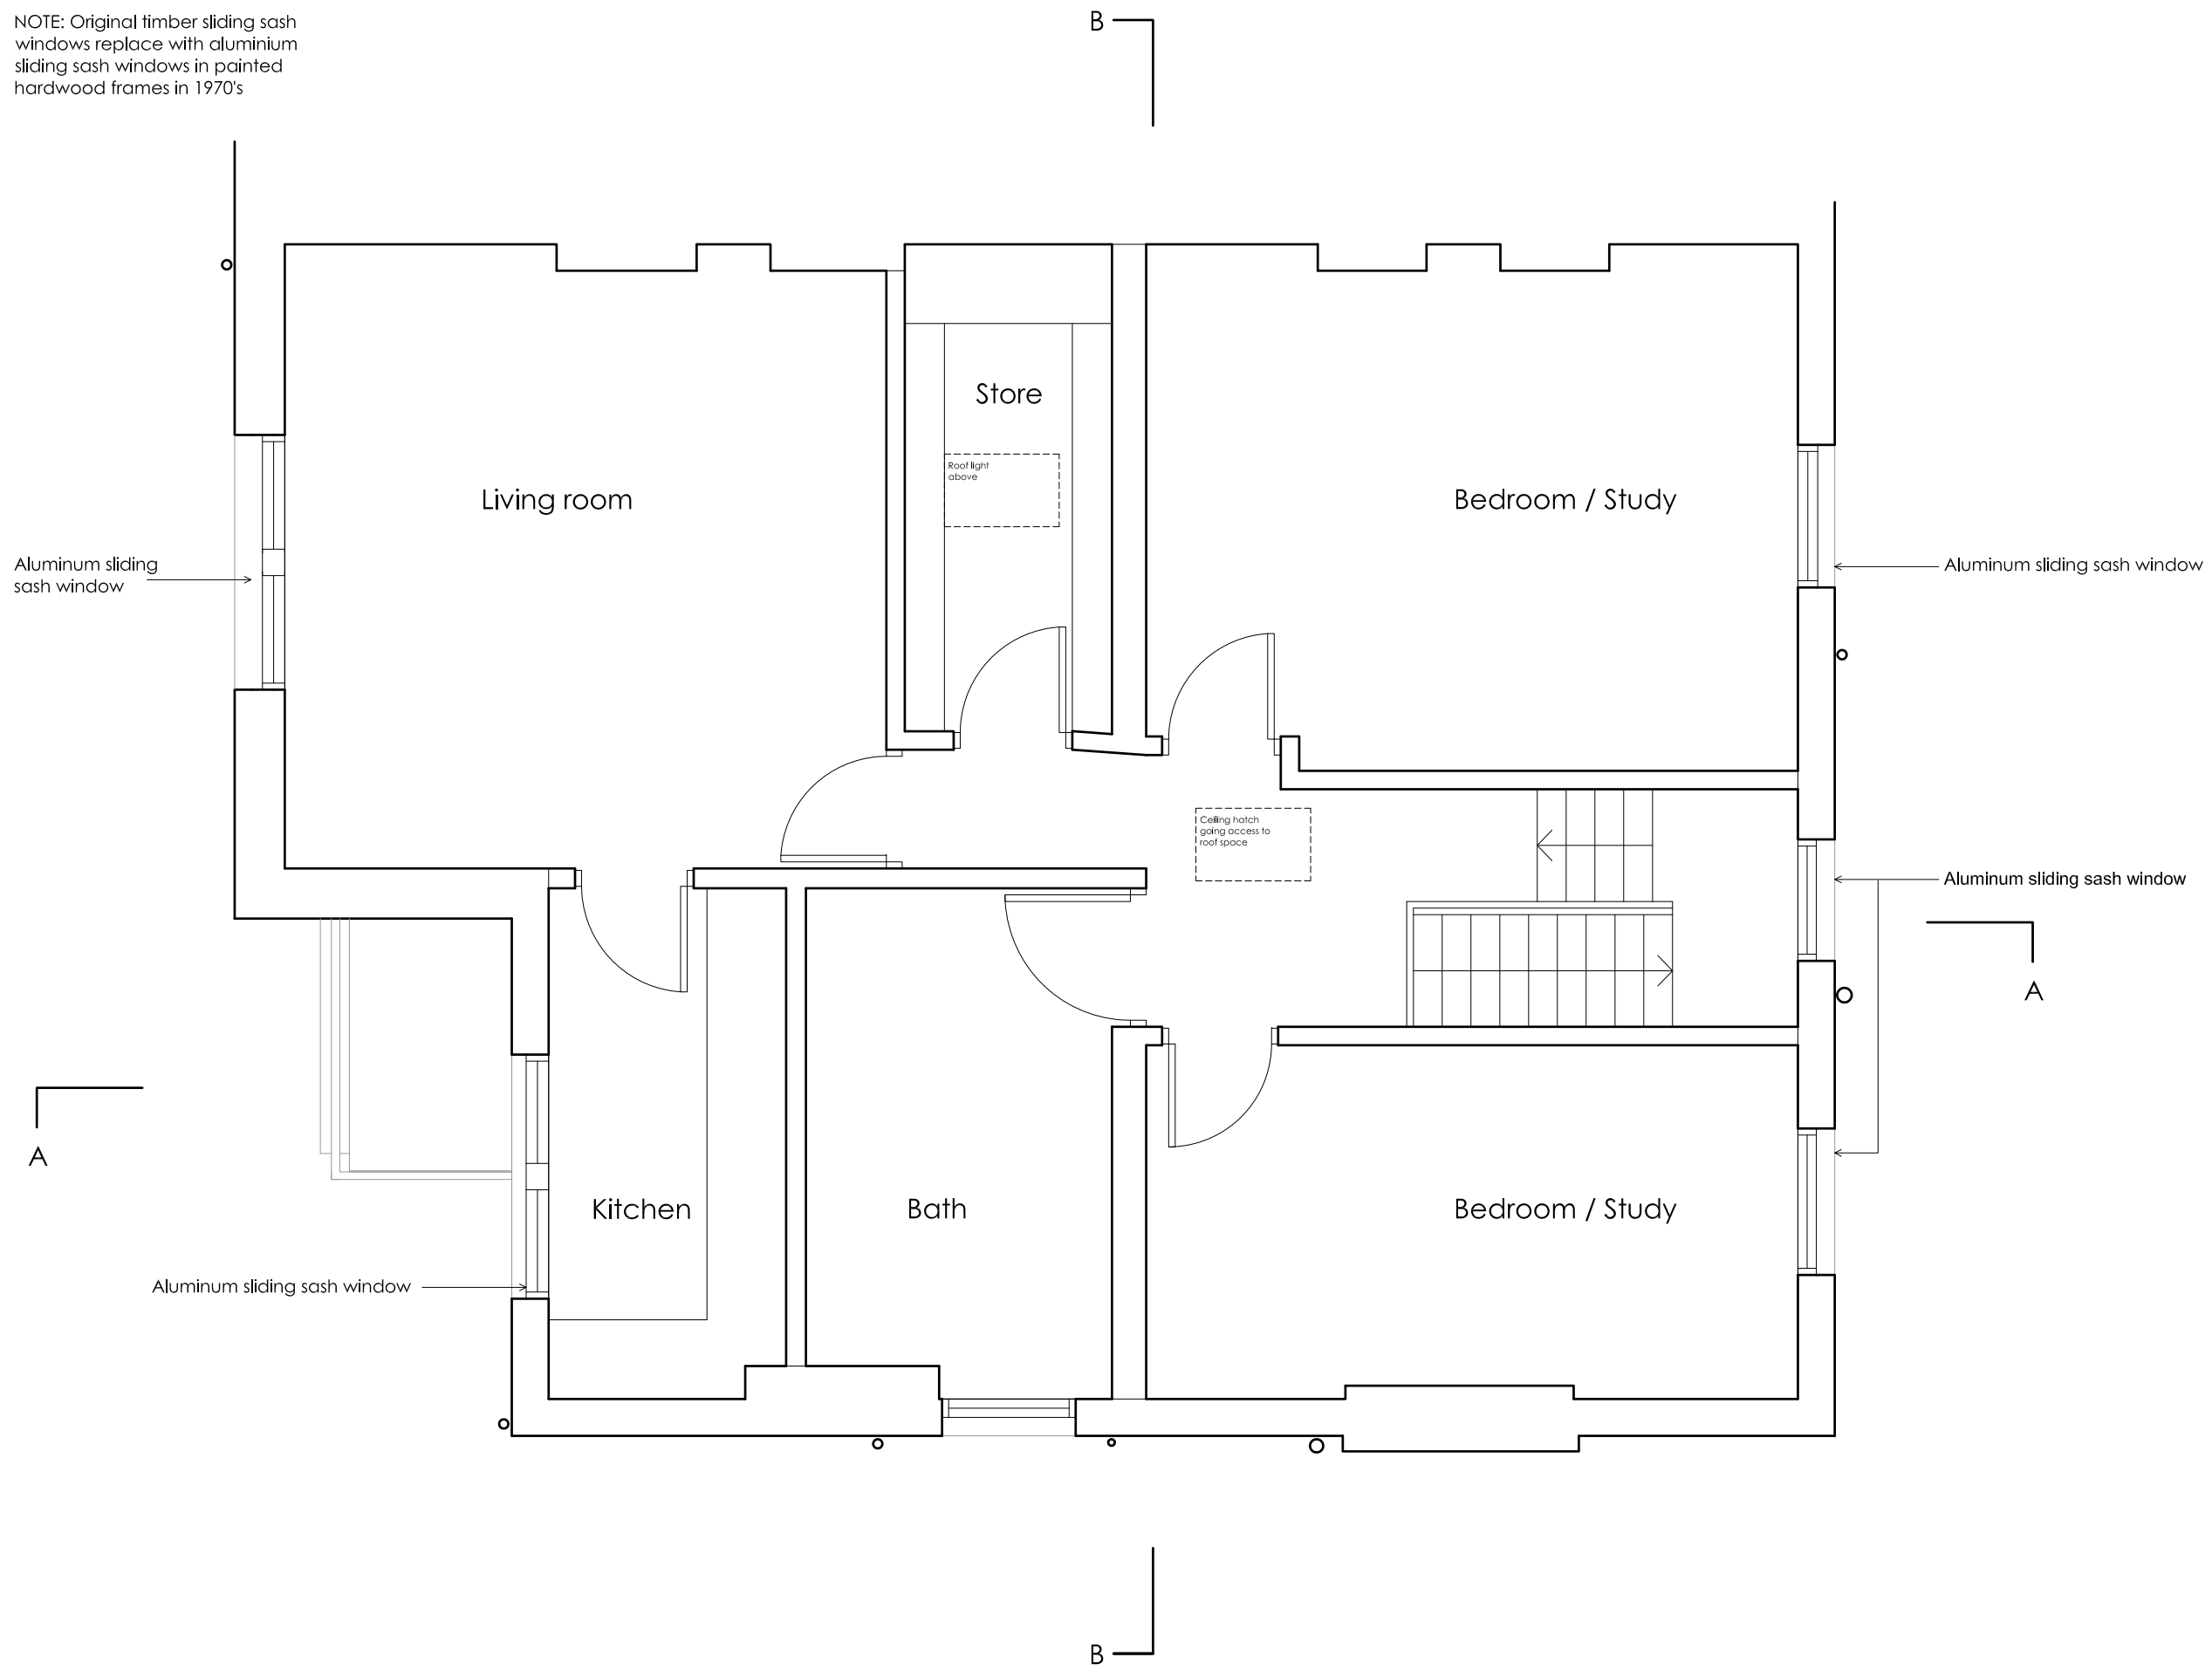 NOTE: Original timber sliding sash
windows replace with aluminium
sliding sash windows in painted
hardwood frames in 1970's
B
Store
Roof light
above
Living room
Bedroom / Study
Aluminum sliding
sash window
Aluminum sliding sash window
Ceiling hatch
going access to
roof space
Aluminum sliding sash window
A
A
Kitchen
Bath
Bedroom / Study
Aluminum sliding sash window
B